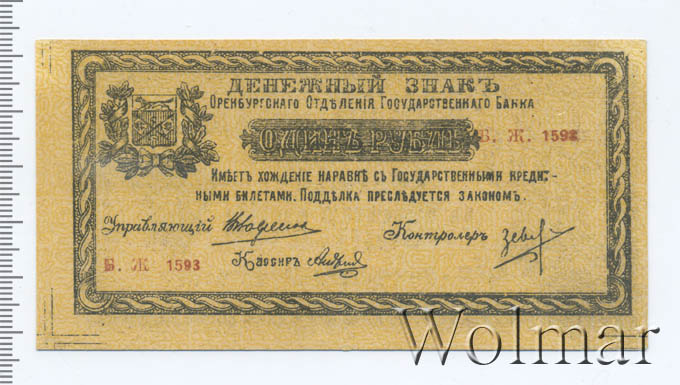 ДЕНЕЖНЫЙ ЗНАКЪ
Оренбургскаго Отдѣленія Государственнаго Банка
ОДИНЪ РУБЛЬ
Б. Ж. 1593
Имѣетъ хожденіе наравнѣ съ Государственными кредит-
ными билетами. Поддѣлка преслѣдуется закономъ.
Управляющій
Контролеръ
Б. Ж 1593
Кассиръ
Wolmar